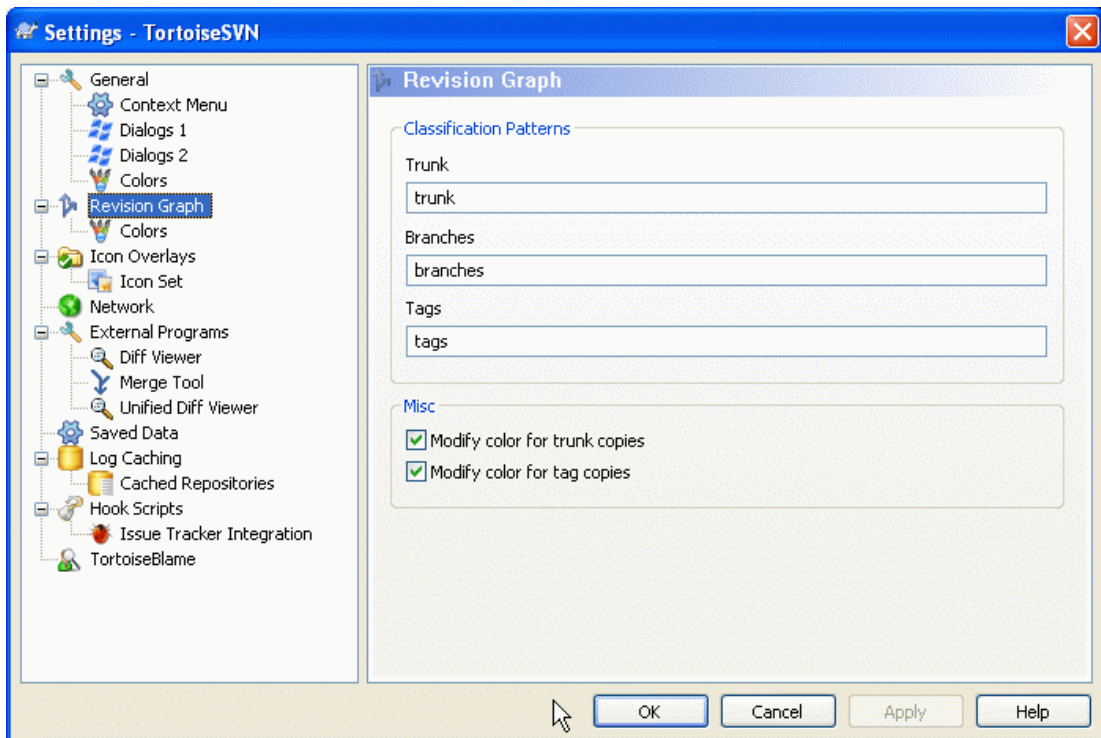 Settings - TortoiseSVN
General
Context Menu
Dialogs 1
Dialogs 2
Colors
Revision Graph
Colors
Icon Overlays
Icon Set
Network
External Programs
Diff Viewer
Merge Tool
Unified Diff Viewer
Saved Data
Log Caching
Cached Repositories
Hook Scripts
Issue Tracker Integration
TortoiseBlame
Revision Graph
Classification Patterns
Trunk
trunk
Branches
branches
Tags
tags
Misc
Modify color for trunk copies
Modify color for tag copies
OK
Cancel
Apply
Help